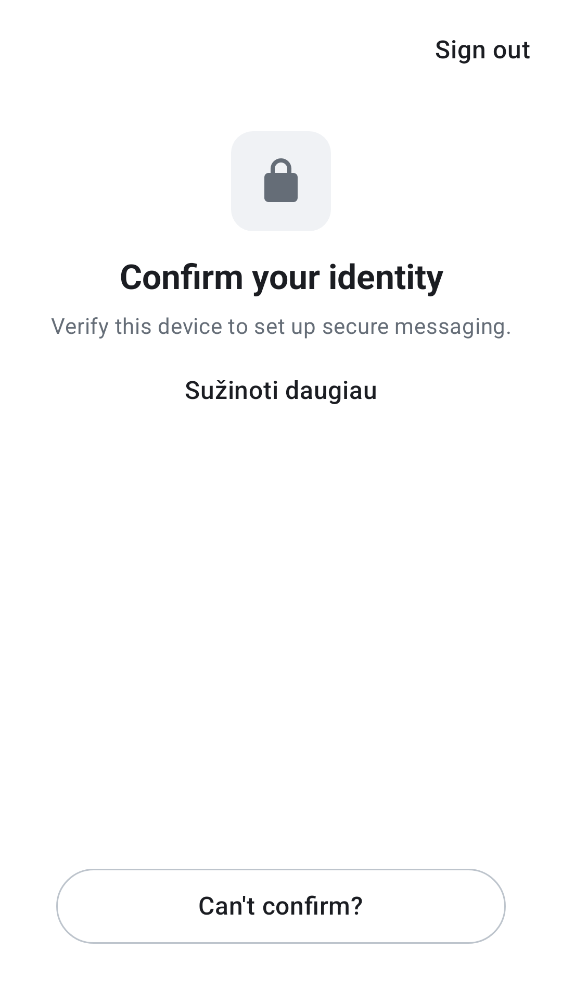 Sign out
Confirm your identity
Verify this device to set up secure messaging.
Sužinoti daugiau
Can't confirm?